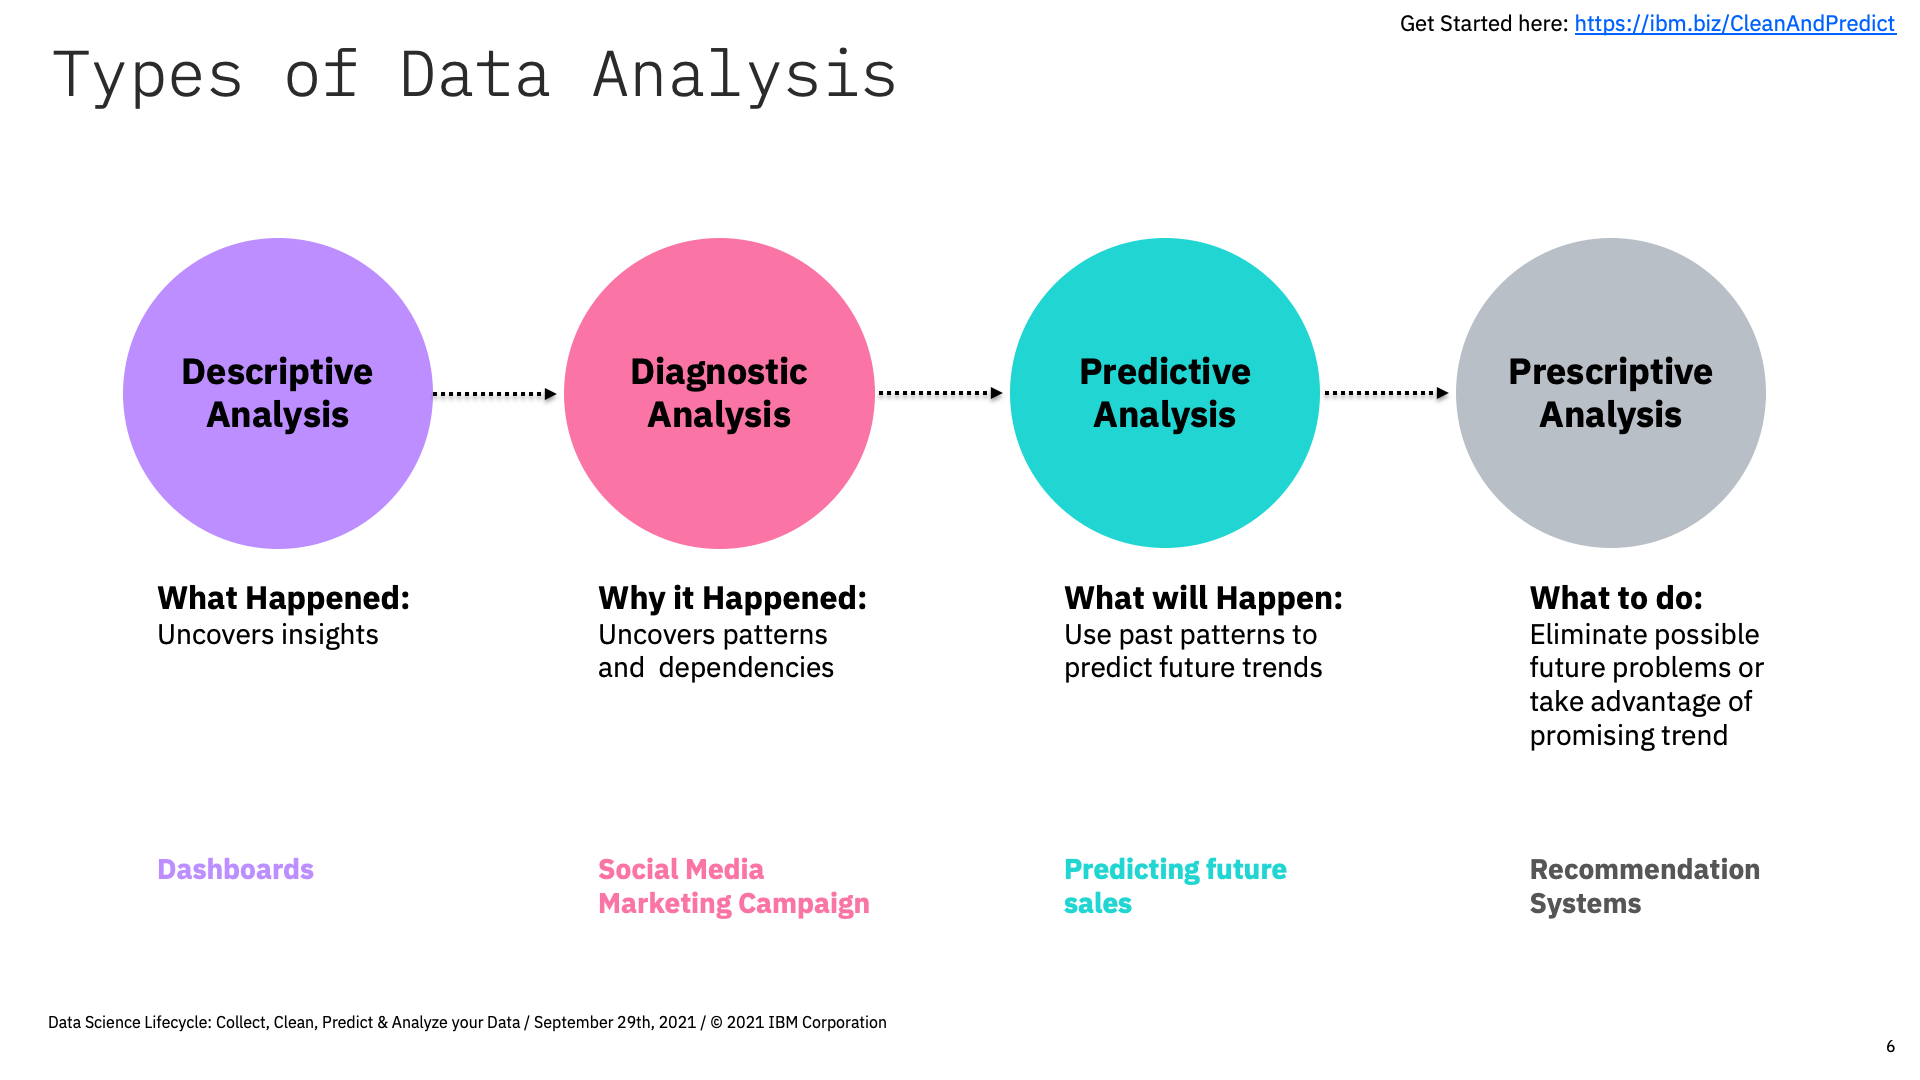 Get Started here: https://ibm.biz/CleanAndPredict
Types of Data Analysis
Descriptive
Analysis
Diagnostic
Analysis
Predictive
Analysis
Prescriptive
Analysis
What Happened:
Uncovers insights
Why it Happened:
Uncovers patterns
and  dependencies
What will Happen:
Use past patterns to
predict future trends
What to do:
Eliminate possible
future problems or
take advantage of
promising trend
Dashboards
Social Media
Marketing Campaign
Predicting future
sales
Recommendation
Systems
Data Science Lifecycle: Collect, Clean, Predict & Analyze your Data / September 29th, 2021 / © 2021 IBM Corporation
6